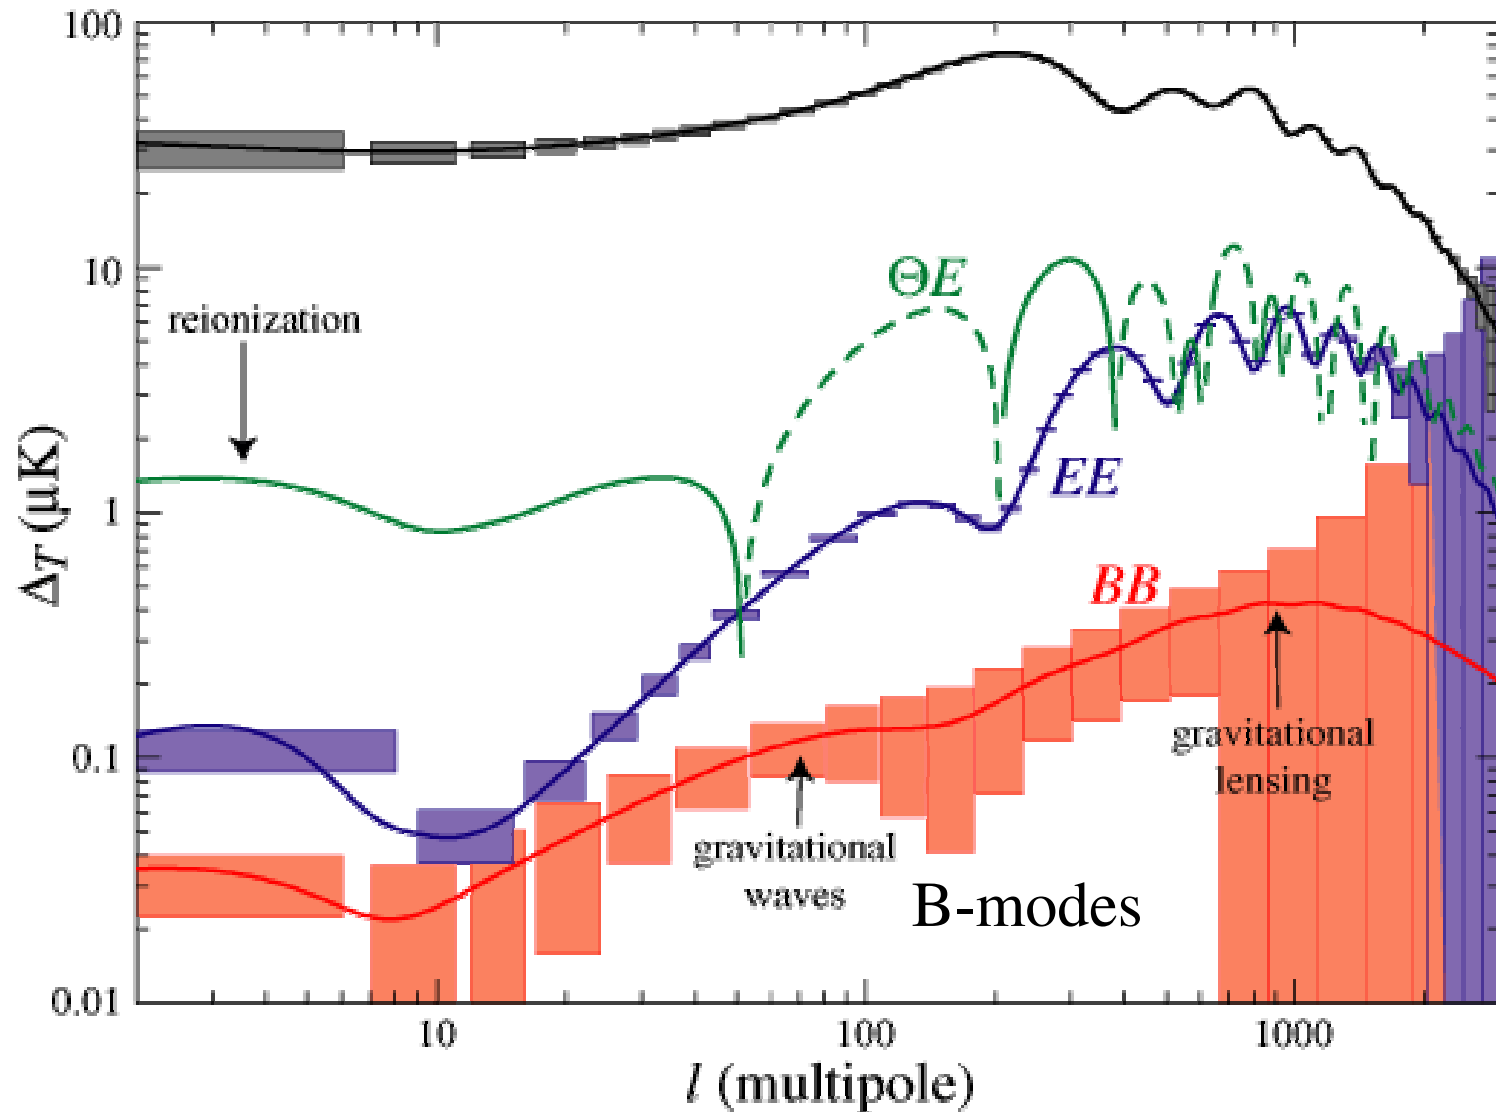 100
10
1
0.1
0.01
Δ_T (μK)
reionization
ΘE
EE
BB
gravitational
lensing
gravitational
waves
B-modes
10
100
1000
l (multipole)